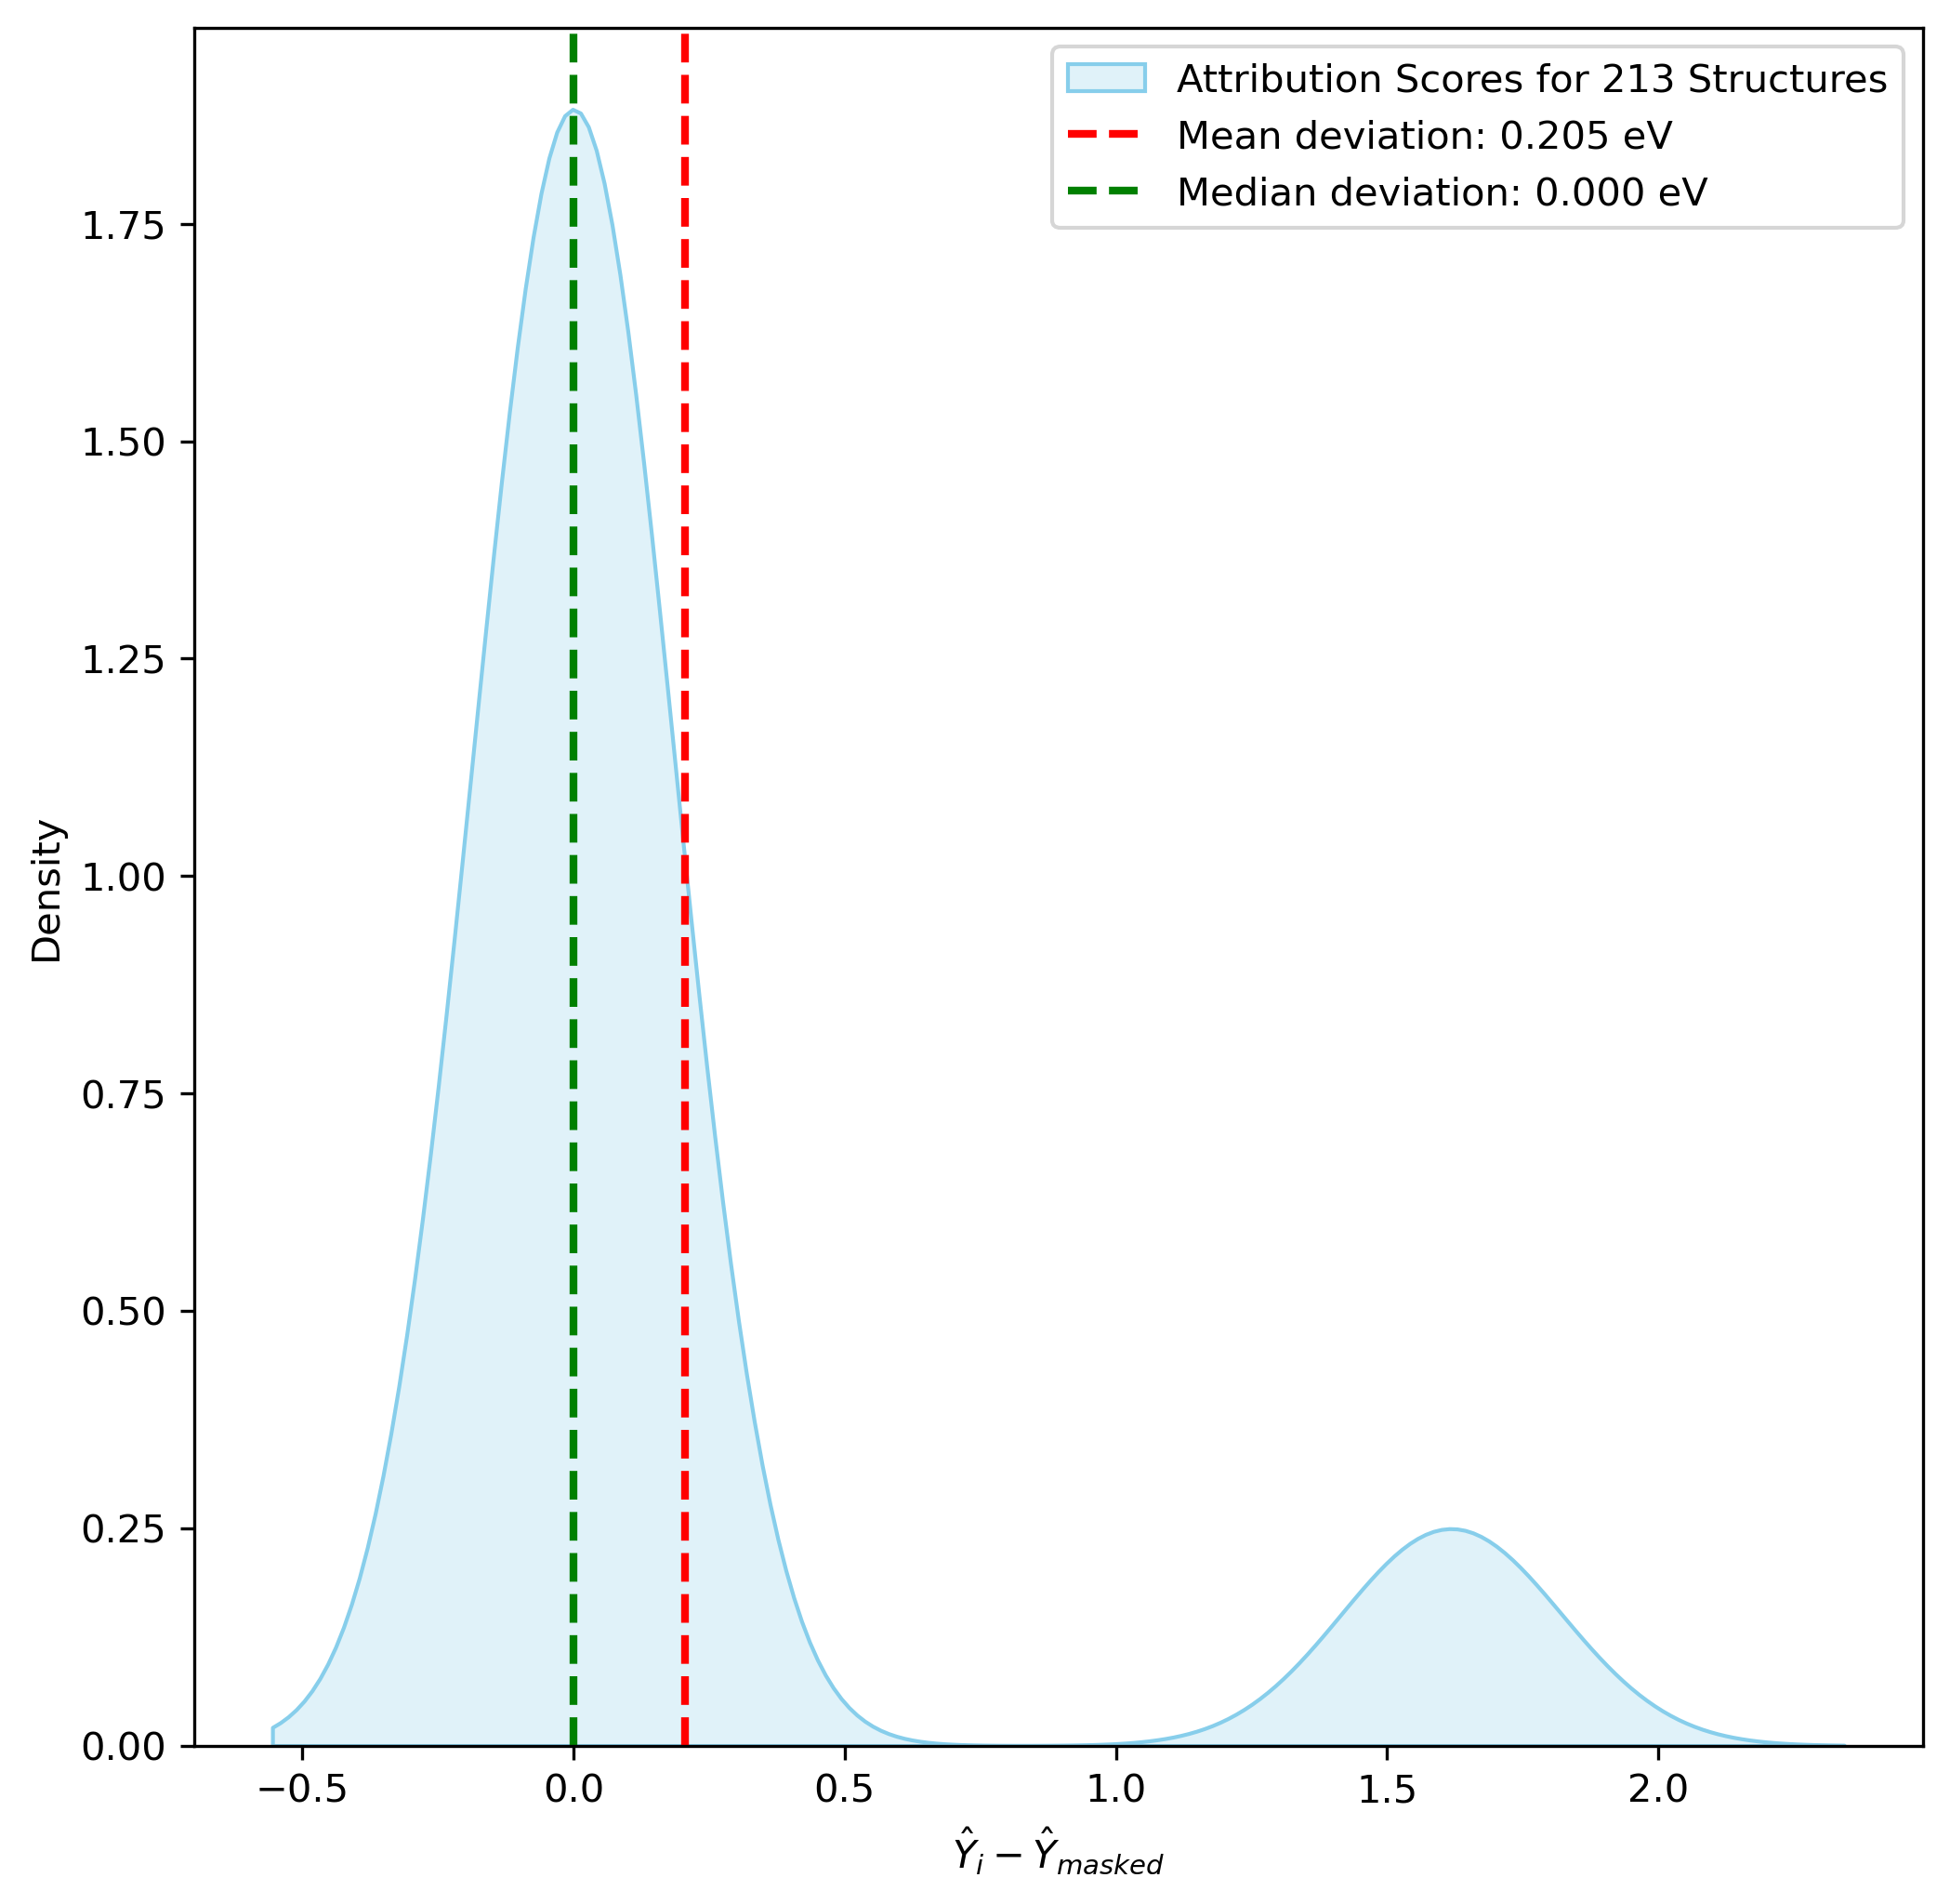 Attribution Scores for 213 Structures
Mean deviation: 0.205 eV
Median deviation: 0.000 eV
1.75
1.50
1.25
1.00
0.75
0.50
0.25
0.00
Density
−0.5 0.0 0.5 1.0 1.5 2.0
Ŷ_i − Ŷ_masked